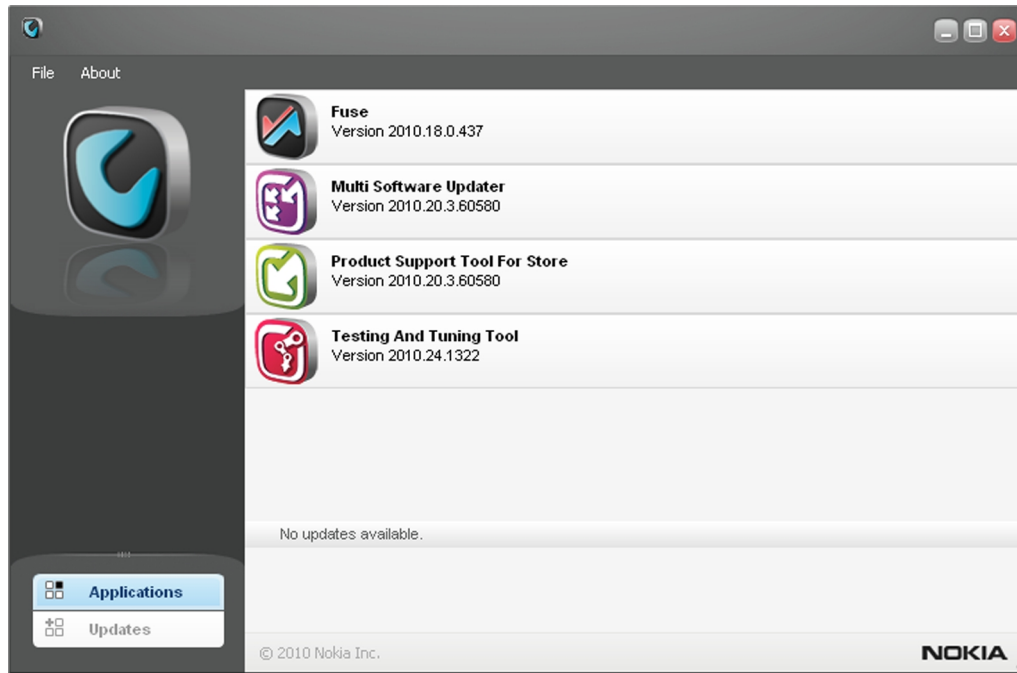 File About
Fuse
Version 2010.18.0.437
Multi Software Updater
Version 2010.20.3.60580
Product Support Tool For Store
Version 2010.20.3.60580
Testing And Tuning Tool
Version 2010.24.1322
No updates available.
Applications
Updates
© 2010 Nokia Inc.
NOKIA